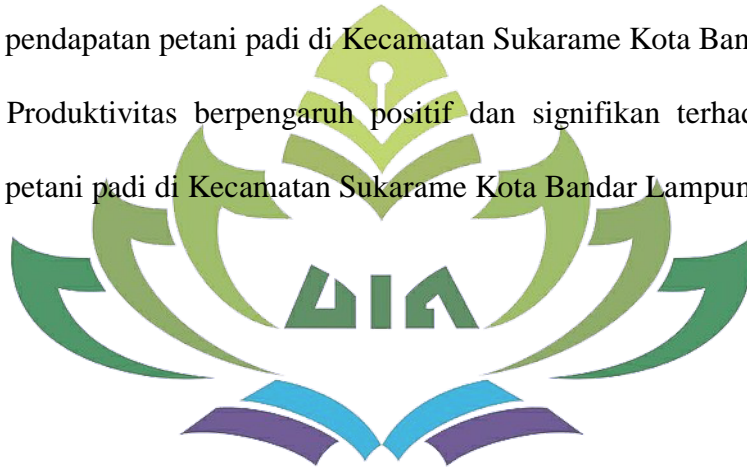 pendapatan petani padi di Kecamatan Sukarame Kota Ban
Produktivitas berpengaruh positif dan signifikan terhad
petani padi di Kecamatan Sukarame Kota Bandar Lampun
UIN